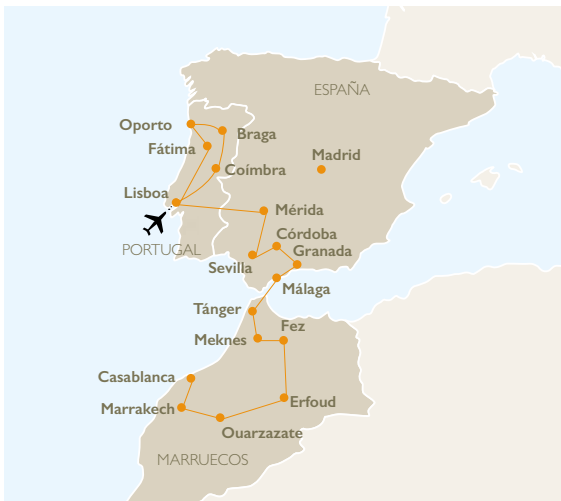 ESPAÑA
Oporto
Braga
Fátima
Madrid
Coímbra
Lisboa
Mérida
Córdoba
PORTUGAL
Granada
Sevilla
Málaga
Tánger
Fez
Meknes
Casablanca
Erfoud
Marrakech
Ouarzazate
MARRUECOS